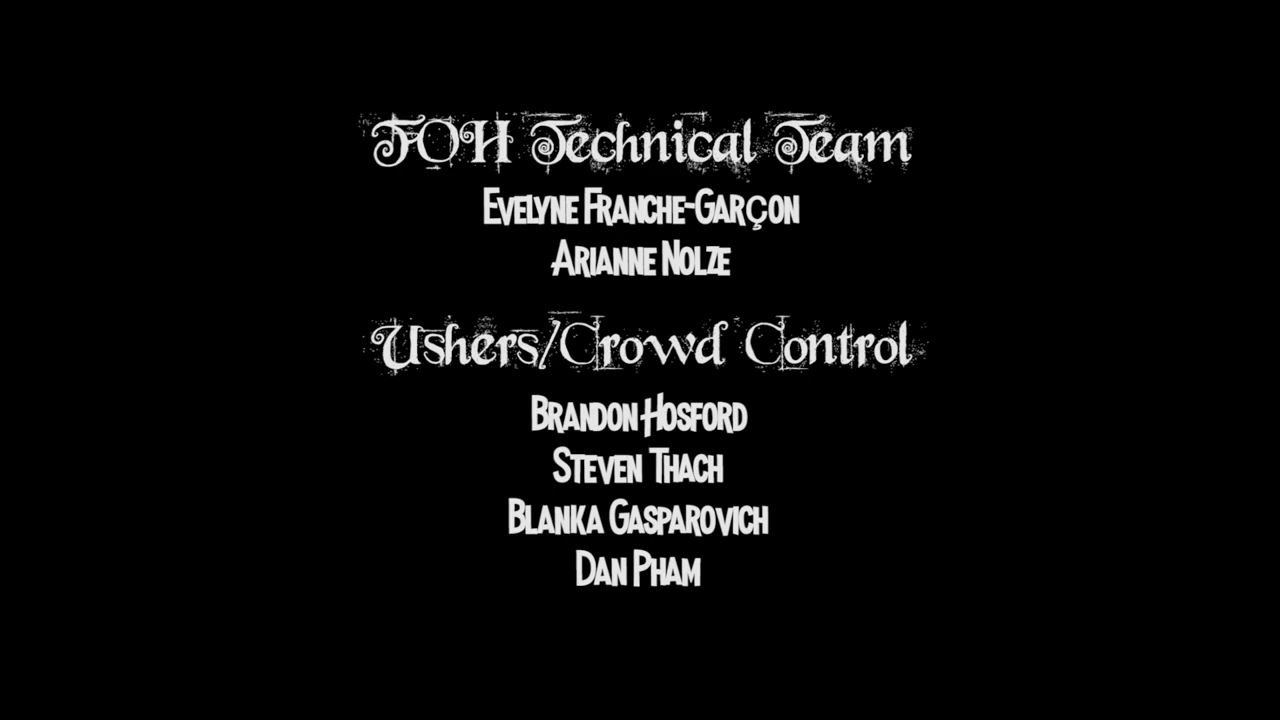 FOH Technical Team
Evelyne Franche-Garçon
Arianne Nolze
Ushers/Crowd Control
Brandon Hosford
Steven Thach
Blanka Gasparovich
Dan Pham